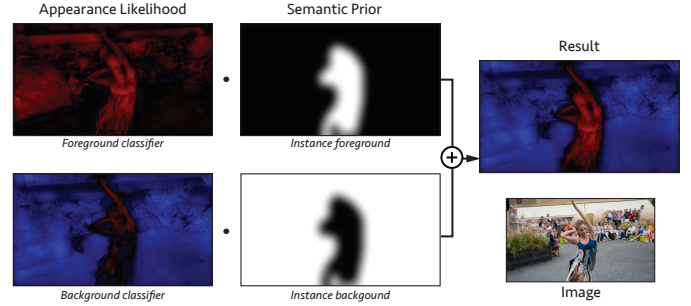 Appearance Likelihood
Semantic Prior
Result
Foreground classifier
Instance foreground
Background classifier
Instance backgound
Image